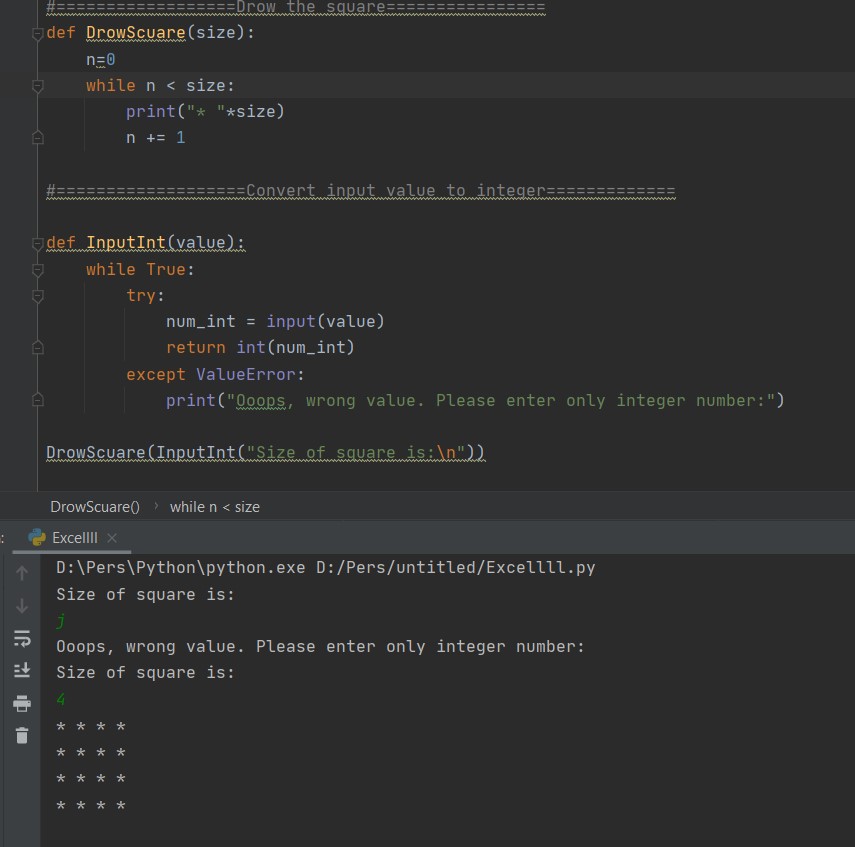 #==================Drow the square================
def DrowScuare(size):
    n=0
    while n < size:
        print("* "*size)
        n += 1
#===================Convert input value to integer=============
def InputInt(value):
    while True:
        try:
            num_int = input(value)
            return int(num_int)
        except ValueError:
            print("Ooops, wrong value. Please enter only integer number:")
DrowScuare(InputInt("Size of square is:\n"))
DrowScuare() › while n < size
: Excellll ×
D:\Pers\Python\python.exe D:/Pers/untitled/Excellll.py
Size of square is:
j
Ooops, wrong value. Please enter only integer number:
Size of square is:
4
* * * *
* * * *
* * * *
* * * *